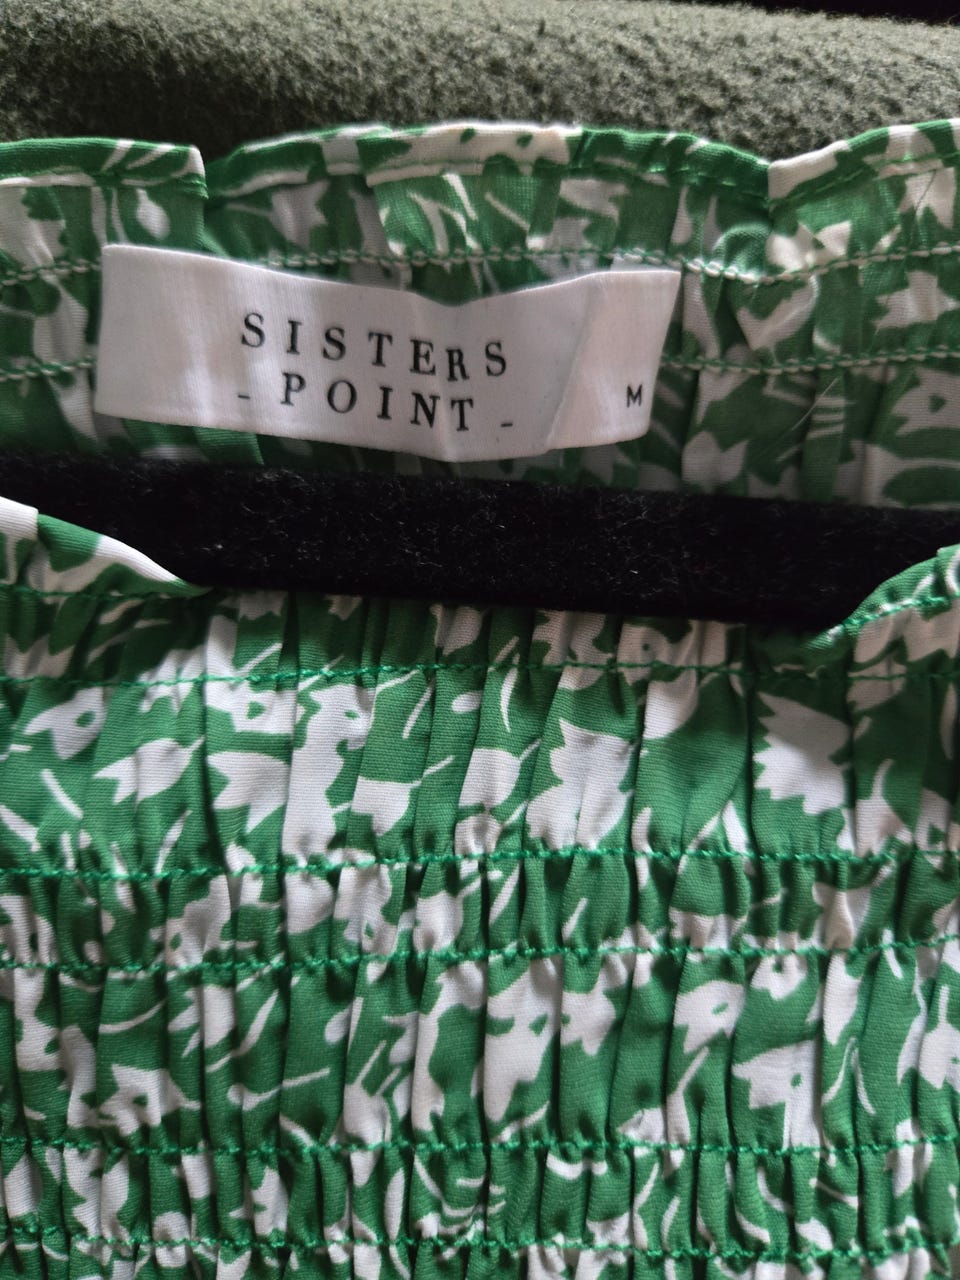 SISTERS
- POINT -
M